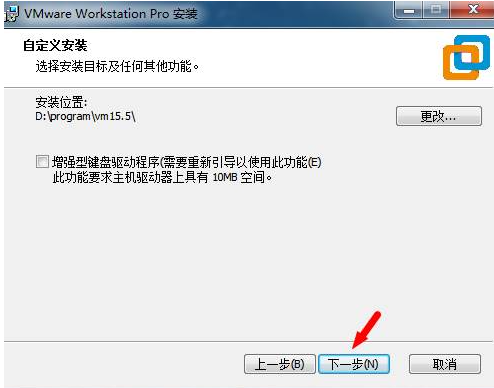 VMware Workstation Pro 安装
自定义安装
选择安装目标及任何其他功能。
安装位置:
D:\program\vm15.5\
更改...
增强型键盘驱动程序(需要重新引导以使用此功能(E)
此功能要求主机驱动器上具有 10MB 空间。
上一步(B) 下一步(N) 取消